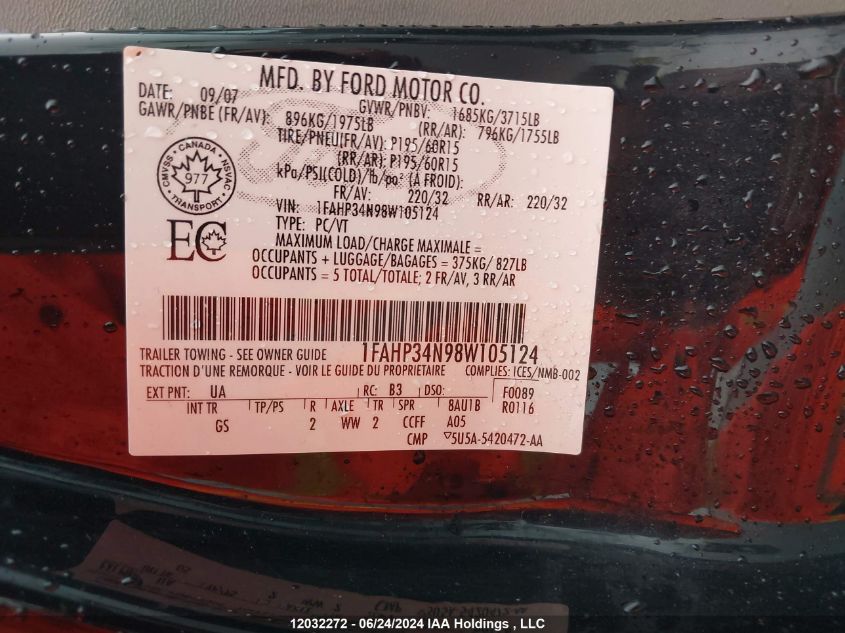 MFD. BY FORD MOTOR CO.
DATE: 09/07 GVWR/PNBV: 1685KG/3715LB
GAWR/PNBE (FR/AV): 896KG/1975LB (RR/AR): 796KG/1755LB
TIRE/PNEU(FR/AV): P195/60R15
(RR/AR): P195/60R15
kPa/PSI(COLD)/lb/po² (À FROID):
FR/AV: 220/32 RR/AR: 220/32
VIN: 1FAHP34N98W105124
TYPE: PC/VT
CMVSS • CANADA • NSVAC
977
TRANSPORT
EC
MAXIMUM LOAD/CHARGE MAXIMALE =
OCCUPANTS + LUGGAGE/BAGAGES = 375KG/ 827LB
OCCUPANTS = 5 TOTAL/TOTALE; 2 FR/AV, 3 RR/AR
TRAILER TOWING - SEE OWNER GUIDE 1FAHP34N98W105124
TRACTION D'UNE REMORQUE - VOIR LE GUIDE DU PROPRIETAIRE COMPLIES: ICES/NMB-002
EXT PNT: UA RC: B3 DSO: F0089
INT TR TP/PS R AXLE TR SPR 8AU1B R0116
GS 2 WW 2 CCFF A05
CMP ▽5U5A-5420472-AA
12032272 - 06/24/2024 IAA Holdings , LLC